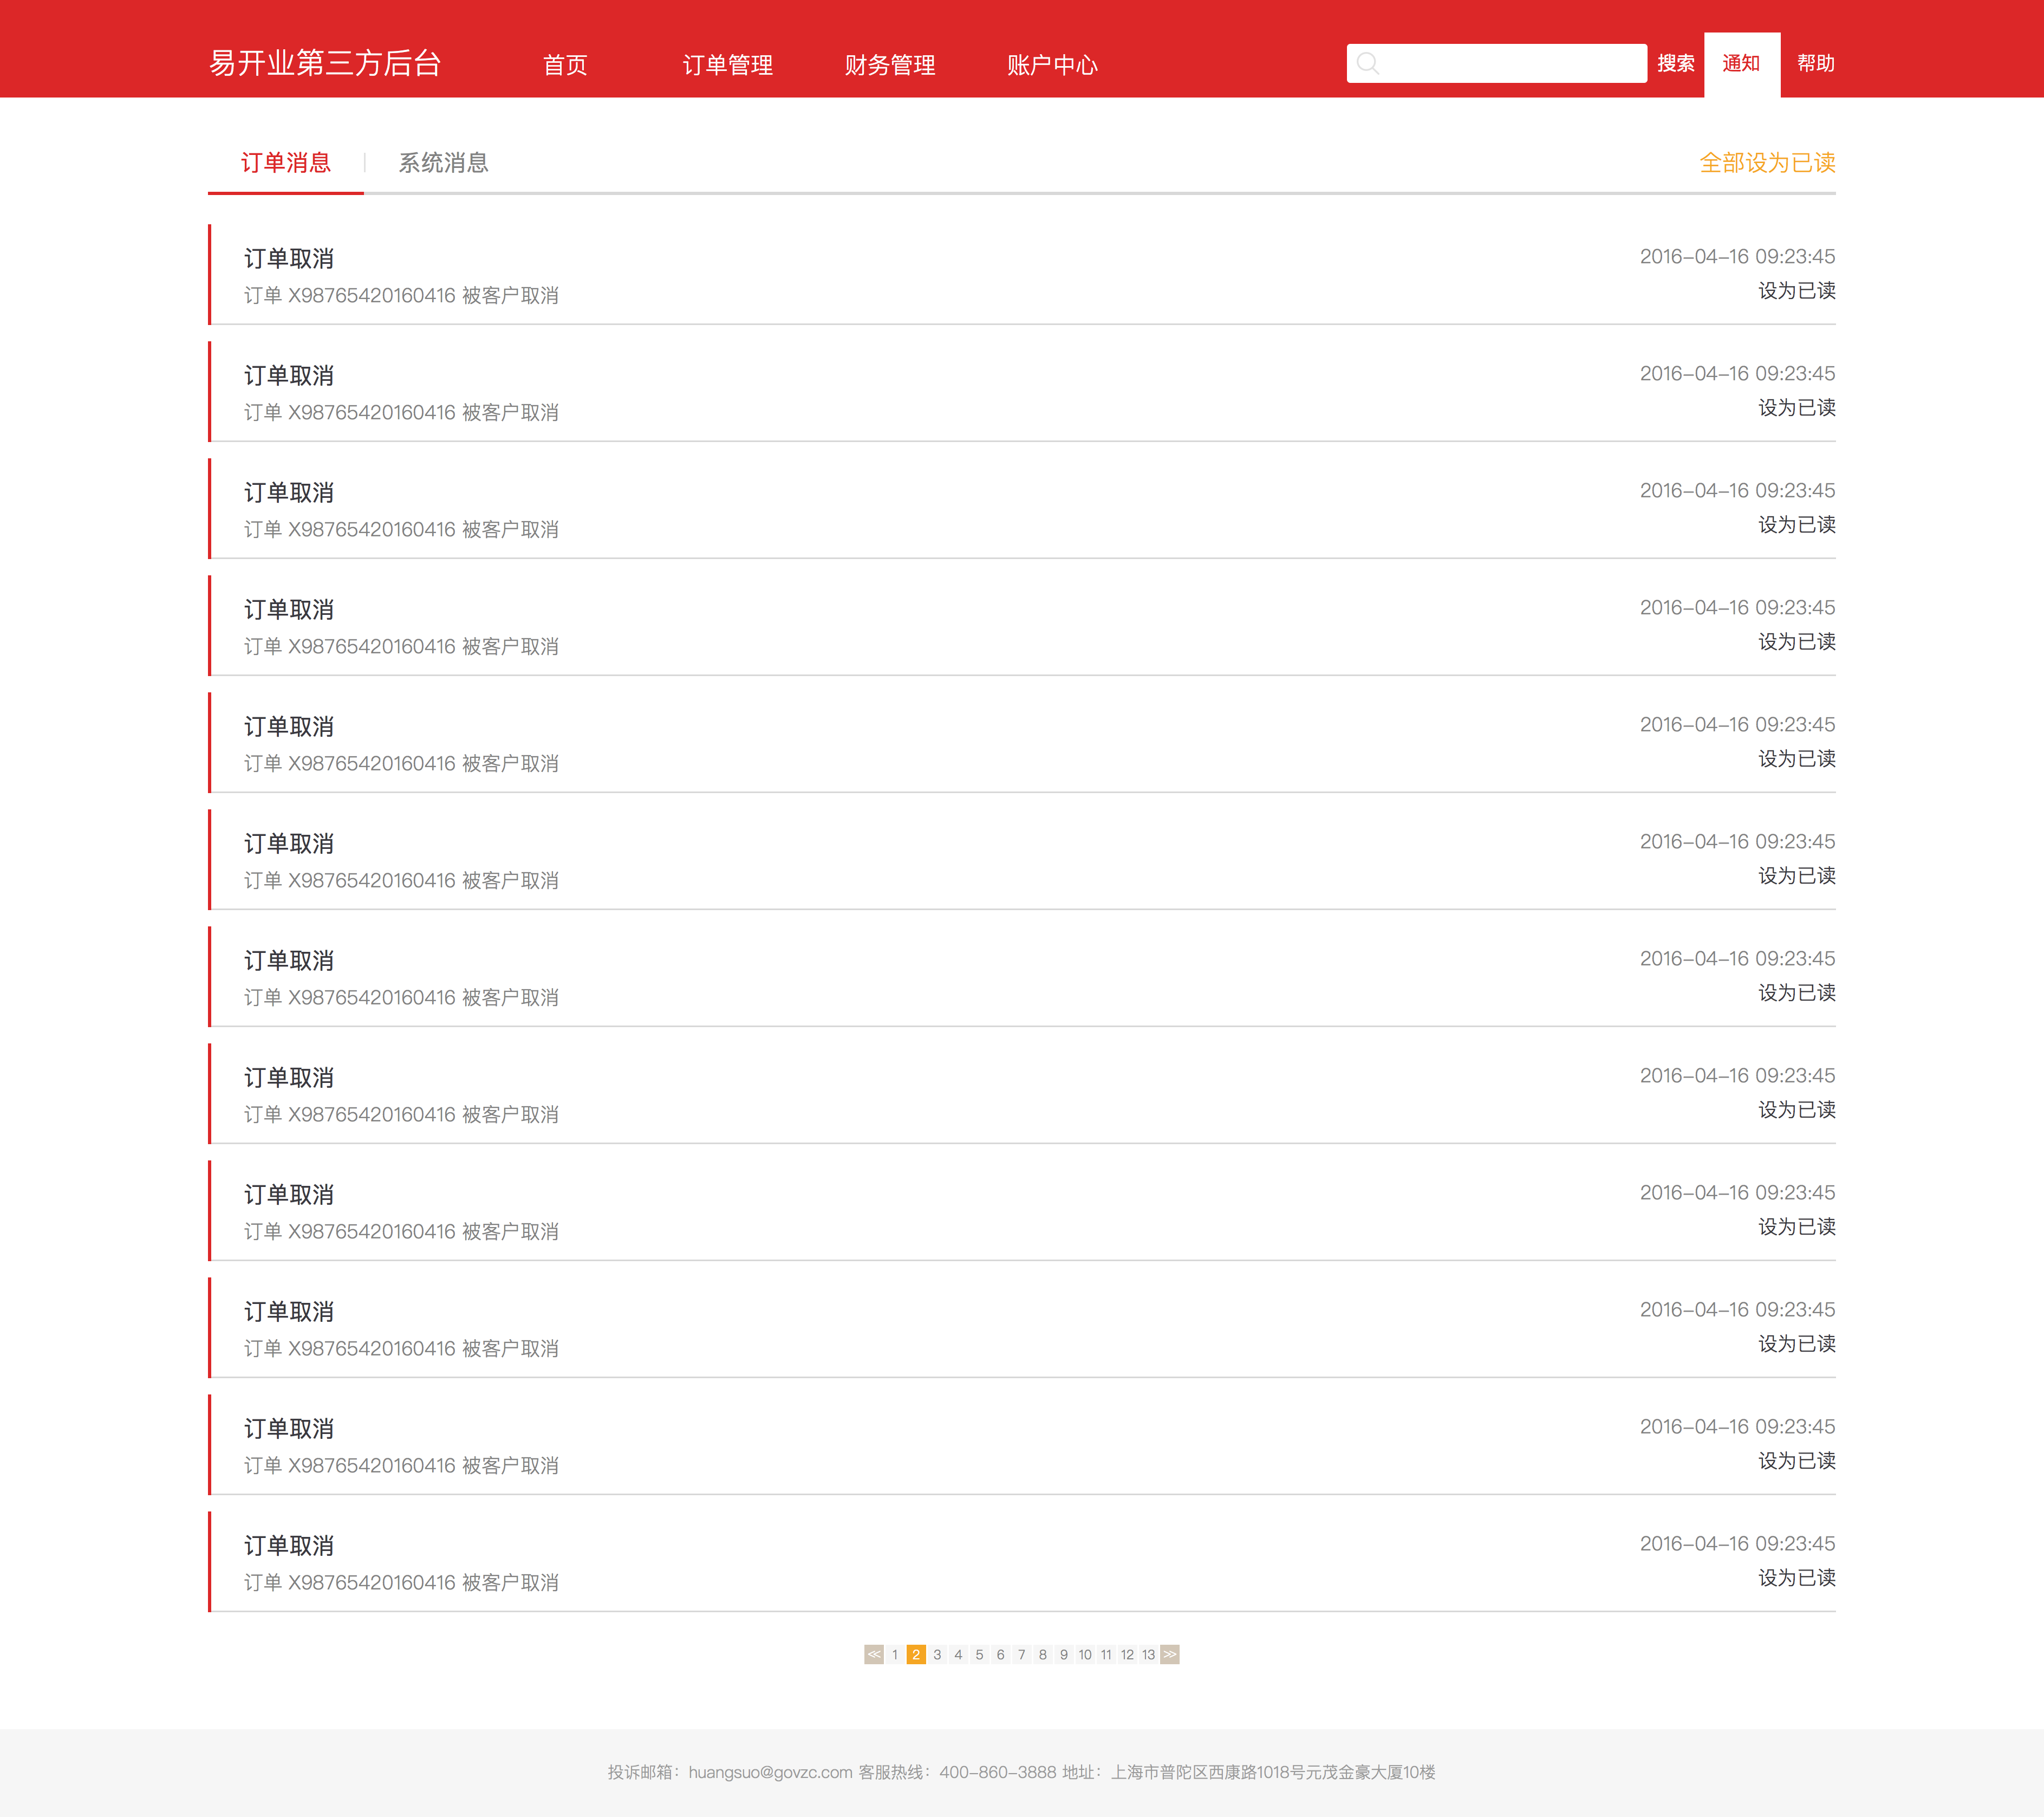 易开业第三方后台 首页 订单管理 财务管理 账户中心 搜索 通知 帮助
订单消息 系统消息 全部设为已读
订单取消 2016-04-16 09:23:45
订单 X98765420160416 被客户取消 设为已读
订单取消 2016-04-16 09:23:45
订单 X98765420160416 被客户取消 设为已读
订单取消 2016-04-16 09:23:45
订单 X98765420160416 被客户取消 设为已读
订单取消 2016-04-16 09:23:45
订单 X98765420160416 被客户取消 设为已读
订单取消 2016-04-16 09:23:45
订单 X98765420160416 被客户取消 设为已读
订单取消 2016-04-16 09:23:45
订单 X98765420160416 被客户取消 设为已读
订单取消 2016-04-16 09:23:45
订单 X98765420160416 被客户取消 设为已读
订单取消 2016-04-16 09:23:45
订单 X98765420160416 被客户取消 设为已读
订单取消 2016-04-16 09:23:45
订单 X98765420160416 被客户取消 设为已读
订单取消 2016-04-16 09:23:45
订单 X98765420160416 被客户取消 设为已读
订单取消 2016-04-16 09:23:45
订单 X98765420160416 被客户取消 设为已读
订单取消 2016-04-16 09:23:45
订单 X98765420160416 被客户取消 设为已读
<< 1 2 3 4 5 6 7 8 9 10 11 12 13 >>
投诉邮箱：huangsuo@govzc.com 客服热线：400-860-3888 地址：上海市普陀区西康路1018号元茂金豪大厦10楼